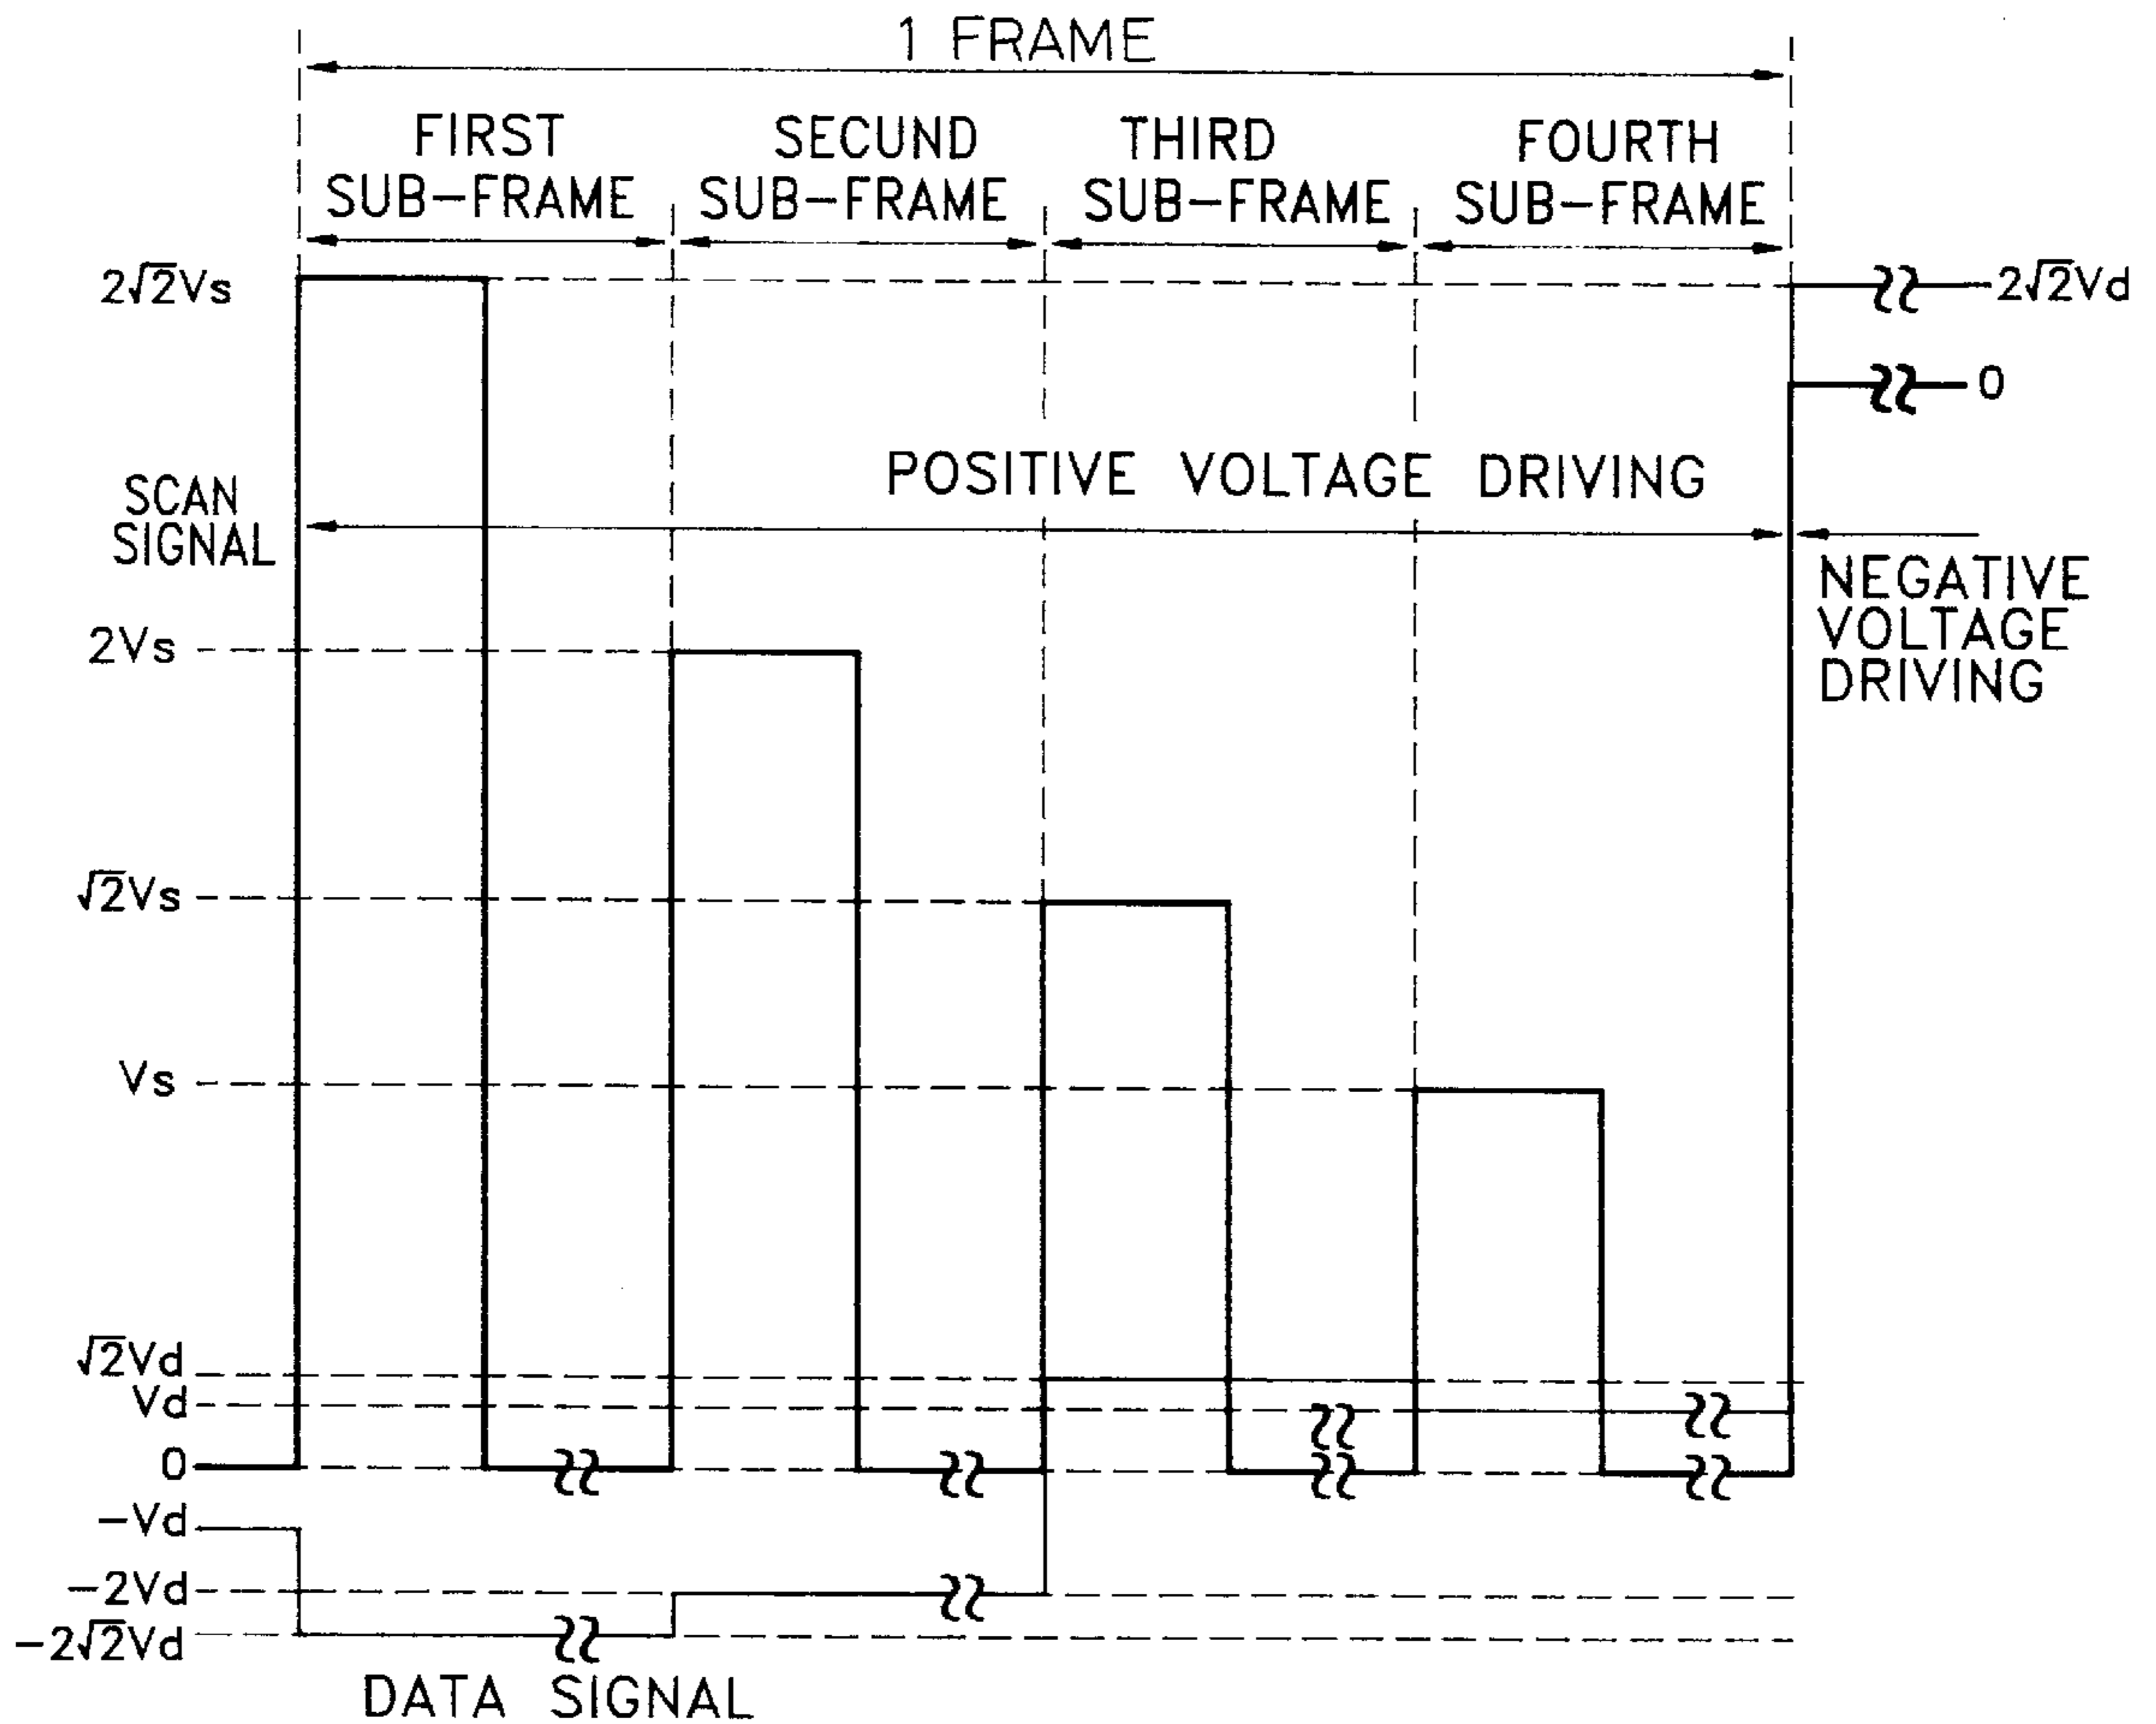 1 FRAME
FIRST
SUB-FRAME
SECUND
SUB-FRAME
THIRD
SUB-FRAME
FOURTH
SUB-FRAME
2√2Vs
2√2Vd
0
POSITIVE VOLTAGE DRIVING
SCAN
SIGNAL
NEGATIVE
VOLTAGE
DRIVING
2Vs
√2Vs
Vs
√2Vd
Vd
0
-Vd
-2Vd
-2√2Vd
DATA SIGNAL